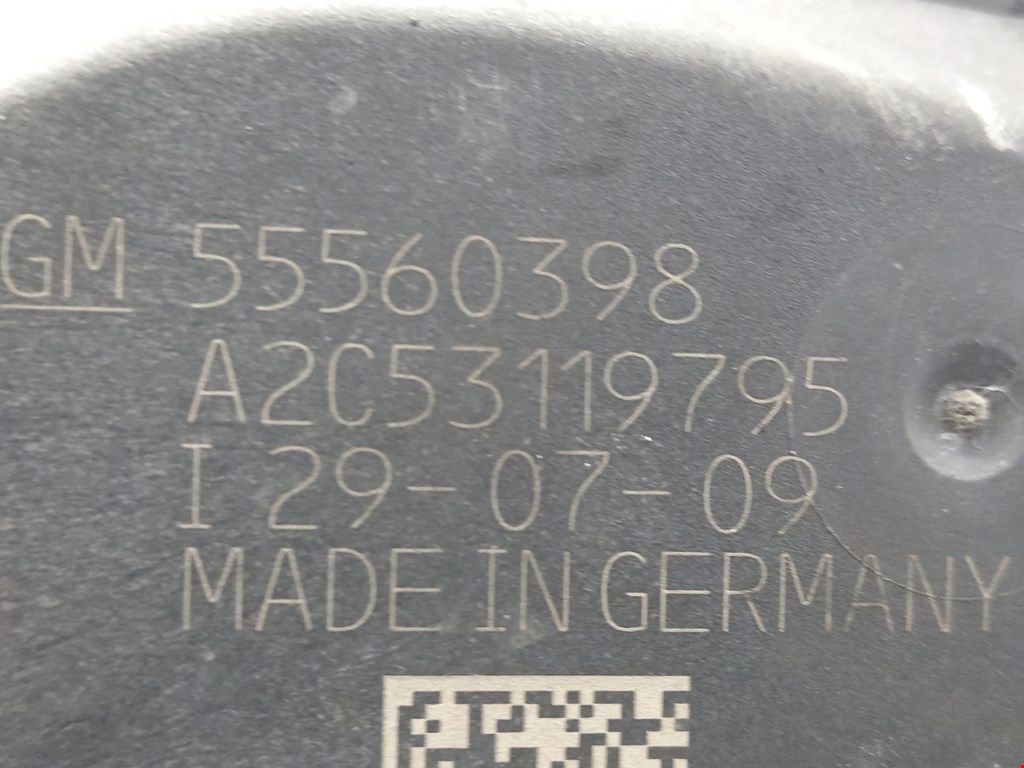 GM 55560398
A2C53119795
I 29-07-09
MADE IN GERMANY